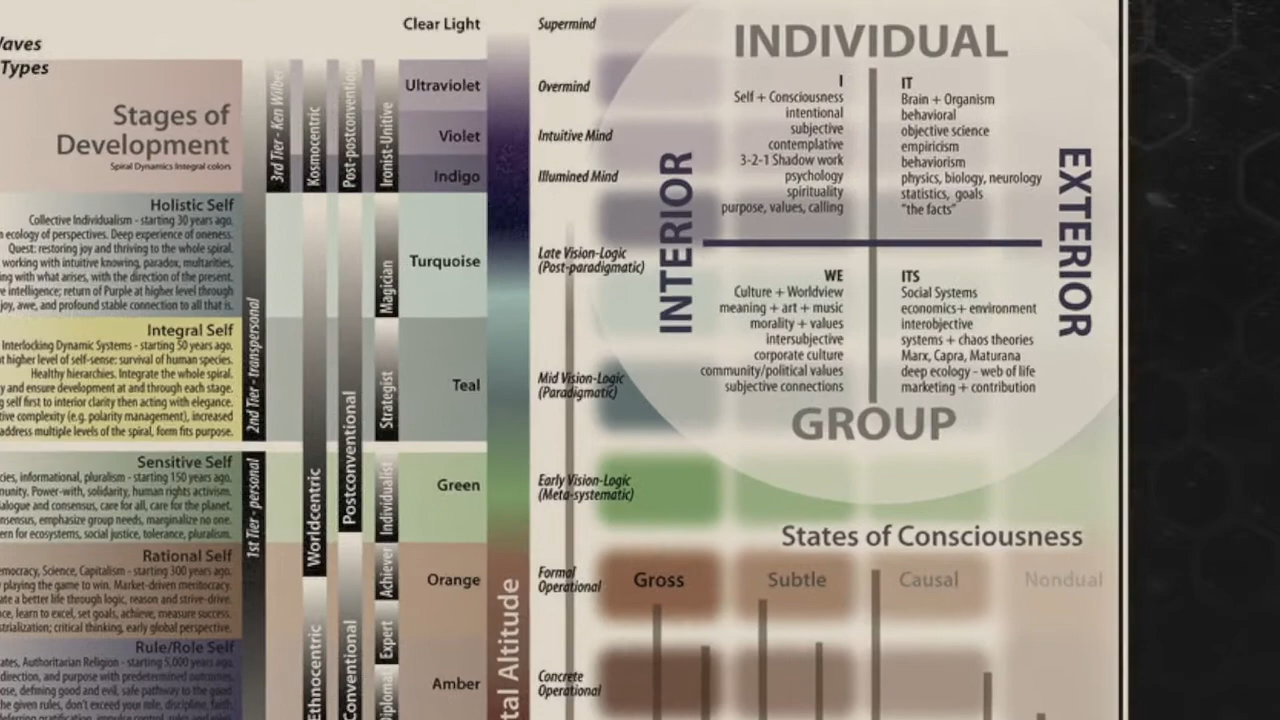 Waves
Types
Stages of
Development
Spiral Dynamics Integral colors
Holistic Self
Collective Individualism - starting 30 years ago.
ecology of perspectives. Deep experience of oneness.
Quest: restoring joy and thriving to the whole spiral.
working with intuitive knowing, paradox, multarities,
with what arises, with the direction of the present.
intelligence; return of Purple at higher level through
joy, awe, and profound stable connection to all that is.
Integral Self
Interlocking Dynamic Systems - starting 50 years ago.
at higher level of self-sense: survival of human species.
Healthy hierarchies. Integrate the whole spiral.
and ensure development at and through each stage.
self first to interior clarity then acting with elegance.
complexity (e.g. polarity management), increased
address multiple levels of the spiral, form fits purpose.
Sensitive Self
informational, pluralism - starting 150 years ago.
Power-with, solidarity, human rights activism.
and consensus, care for all, care for the planet.
emphasize group needs, marginalize no one.
for ecosystems, social justice, tolerance, pluralism.
Rational Self
Science, Capitalism - starting 300 years ago.
playing the game to win. Market-driven meritocracy.
a better life through logic, reason and strive-drive.
learn to excel, set goals, achieve, measure success.
critical thinking, early global perspective.
Rule/Role Self
Authoritarian Religion - starting 5,000 years ago.
direction, and purpose with predetermined outcomes.
defining good and evil, safe pathway to the good
the given rules, don't exceed your role, discipline, faith.
3rd Tier - Ken Wilber
2nd Tier - transpersonal
1st Tier - personal
Kosmocentric
Worldcentric
Ethnocentric
Post-postconventional
Postconventional
Conventional
Ironist-Unitive
Magician
Strategist
Individualist
Achiever
Expert
Diplomat
Clear Light
Ultraviolet
Violet
Indigo
Turquoise
Teal
Green
Orange
Amber
Altitude
Supermind
Overmind
Intuitive Mind
Illumined Mind
Late Vision-Logic
(Post-paradigmatic)
Mid Vision-Logic
(Paradigmatic)
Early Vision-Logic
(Meta-systematic)
Formal
Operational
Concrete
Operational
INDIVIDUAL
INTERIOR
EXTERIOR
I
Self + Consciousness
intentional
subjective
contemplative
3-2-1 Shadow work
psychology
spirituality
purpose, values, calling
IT
Brain + Organism
behavioral
objective science
empiricism
behaviorism
physics, biology, neurology
statistics, goals
"the facts"
WE
Culture + Worldview
meaning + art + music
morality + values
intersubjective
corporate culture
community/political values
subjective connections
ITS
Social Systems
economics+ environment
interobjective
systems + chaos theories
Marx, Capra, Maturana
deep ecology - web of life
marketing + contribution
GROUP
States of Consciousness
Gross
Subtle
Causal
Nondual